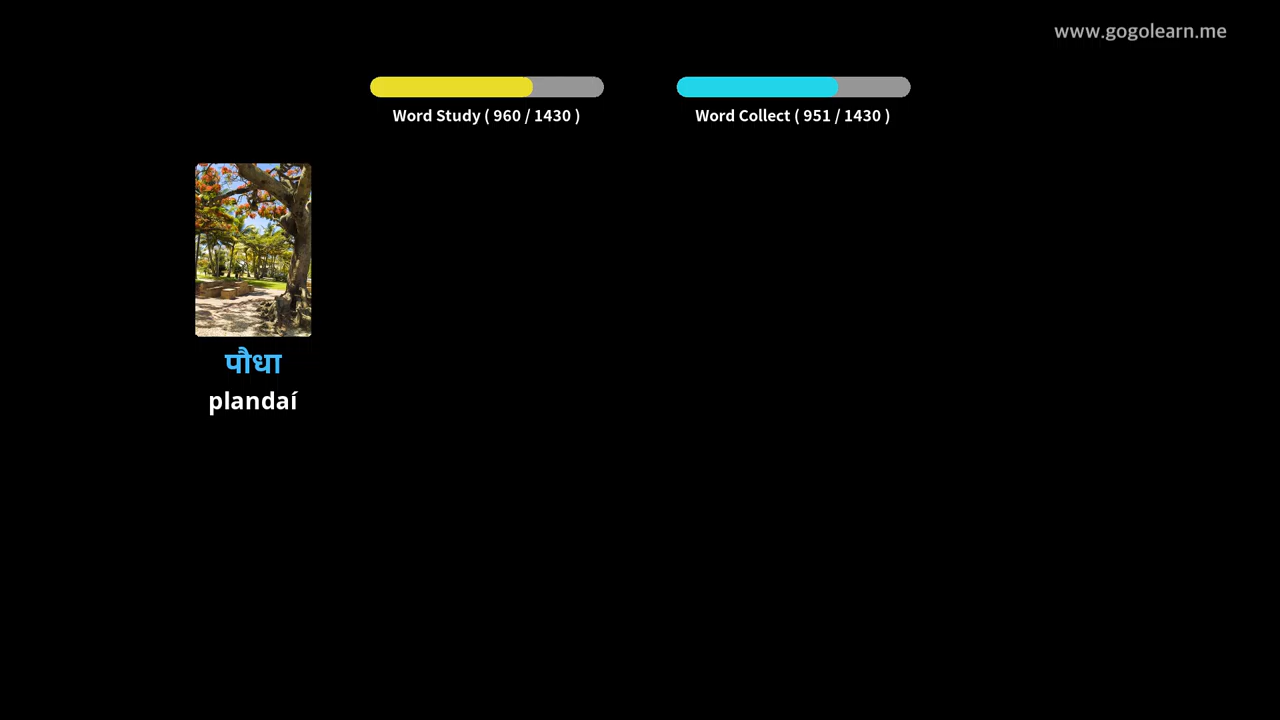 www.gogolearn.me
Word Study ( 960 / 1430 )
Word Collect ( 951 / 1430 )
पौधा
plandaí